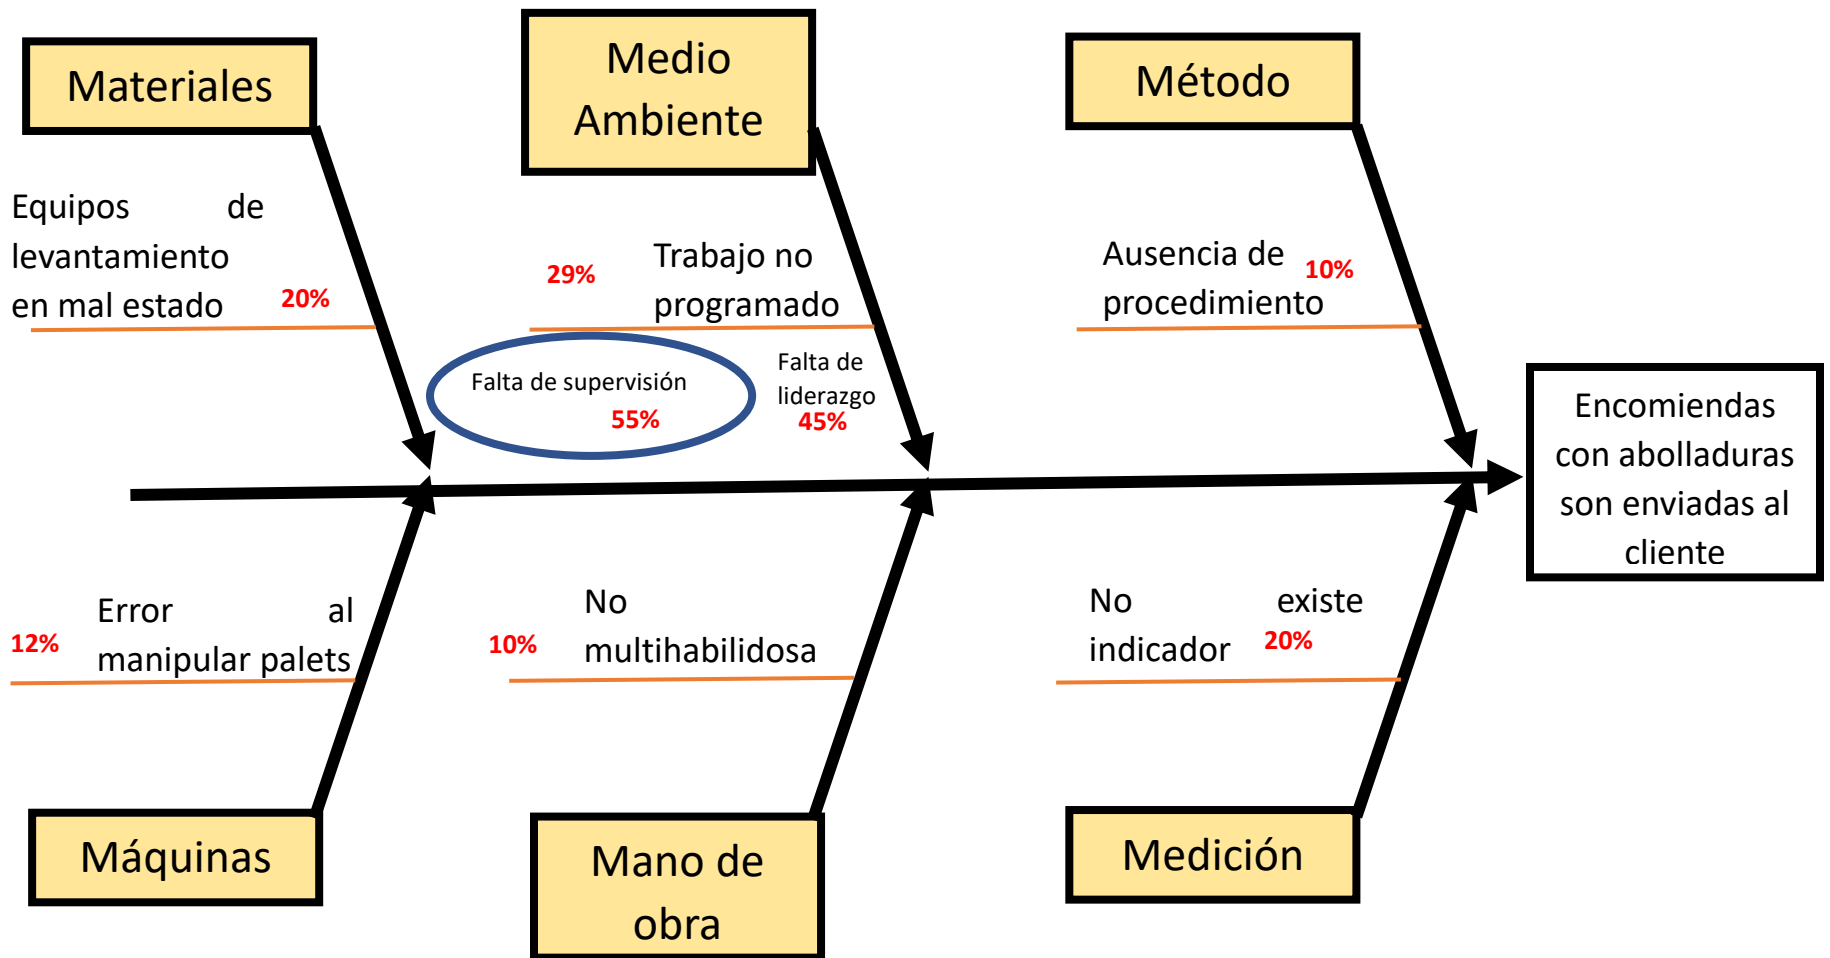 Materiales
Medio
Ambiente
Método
Equipos de
levantamiento
en mal estado
20%
29%
Trabajo no
programado
Ausencia de
procedimiento
10%
Falta de supervisión
55%
Falta de
liderazgo
45%
Encomiendas
con abolladuras
son enviadas al
cliente
12%
Error al
manipular palets
10%
No
multihabilidosa
No existe
indicador
20%
Máquinas
Mano de
obra
Medición